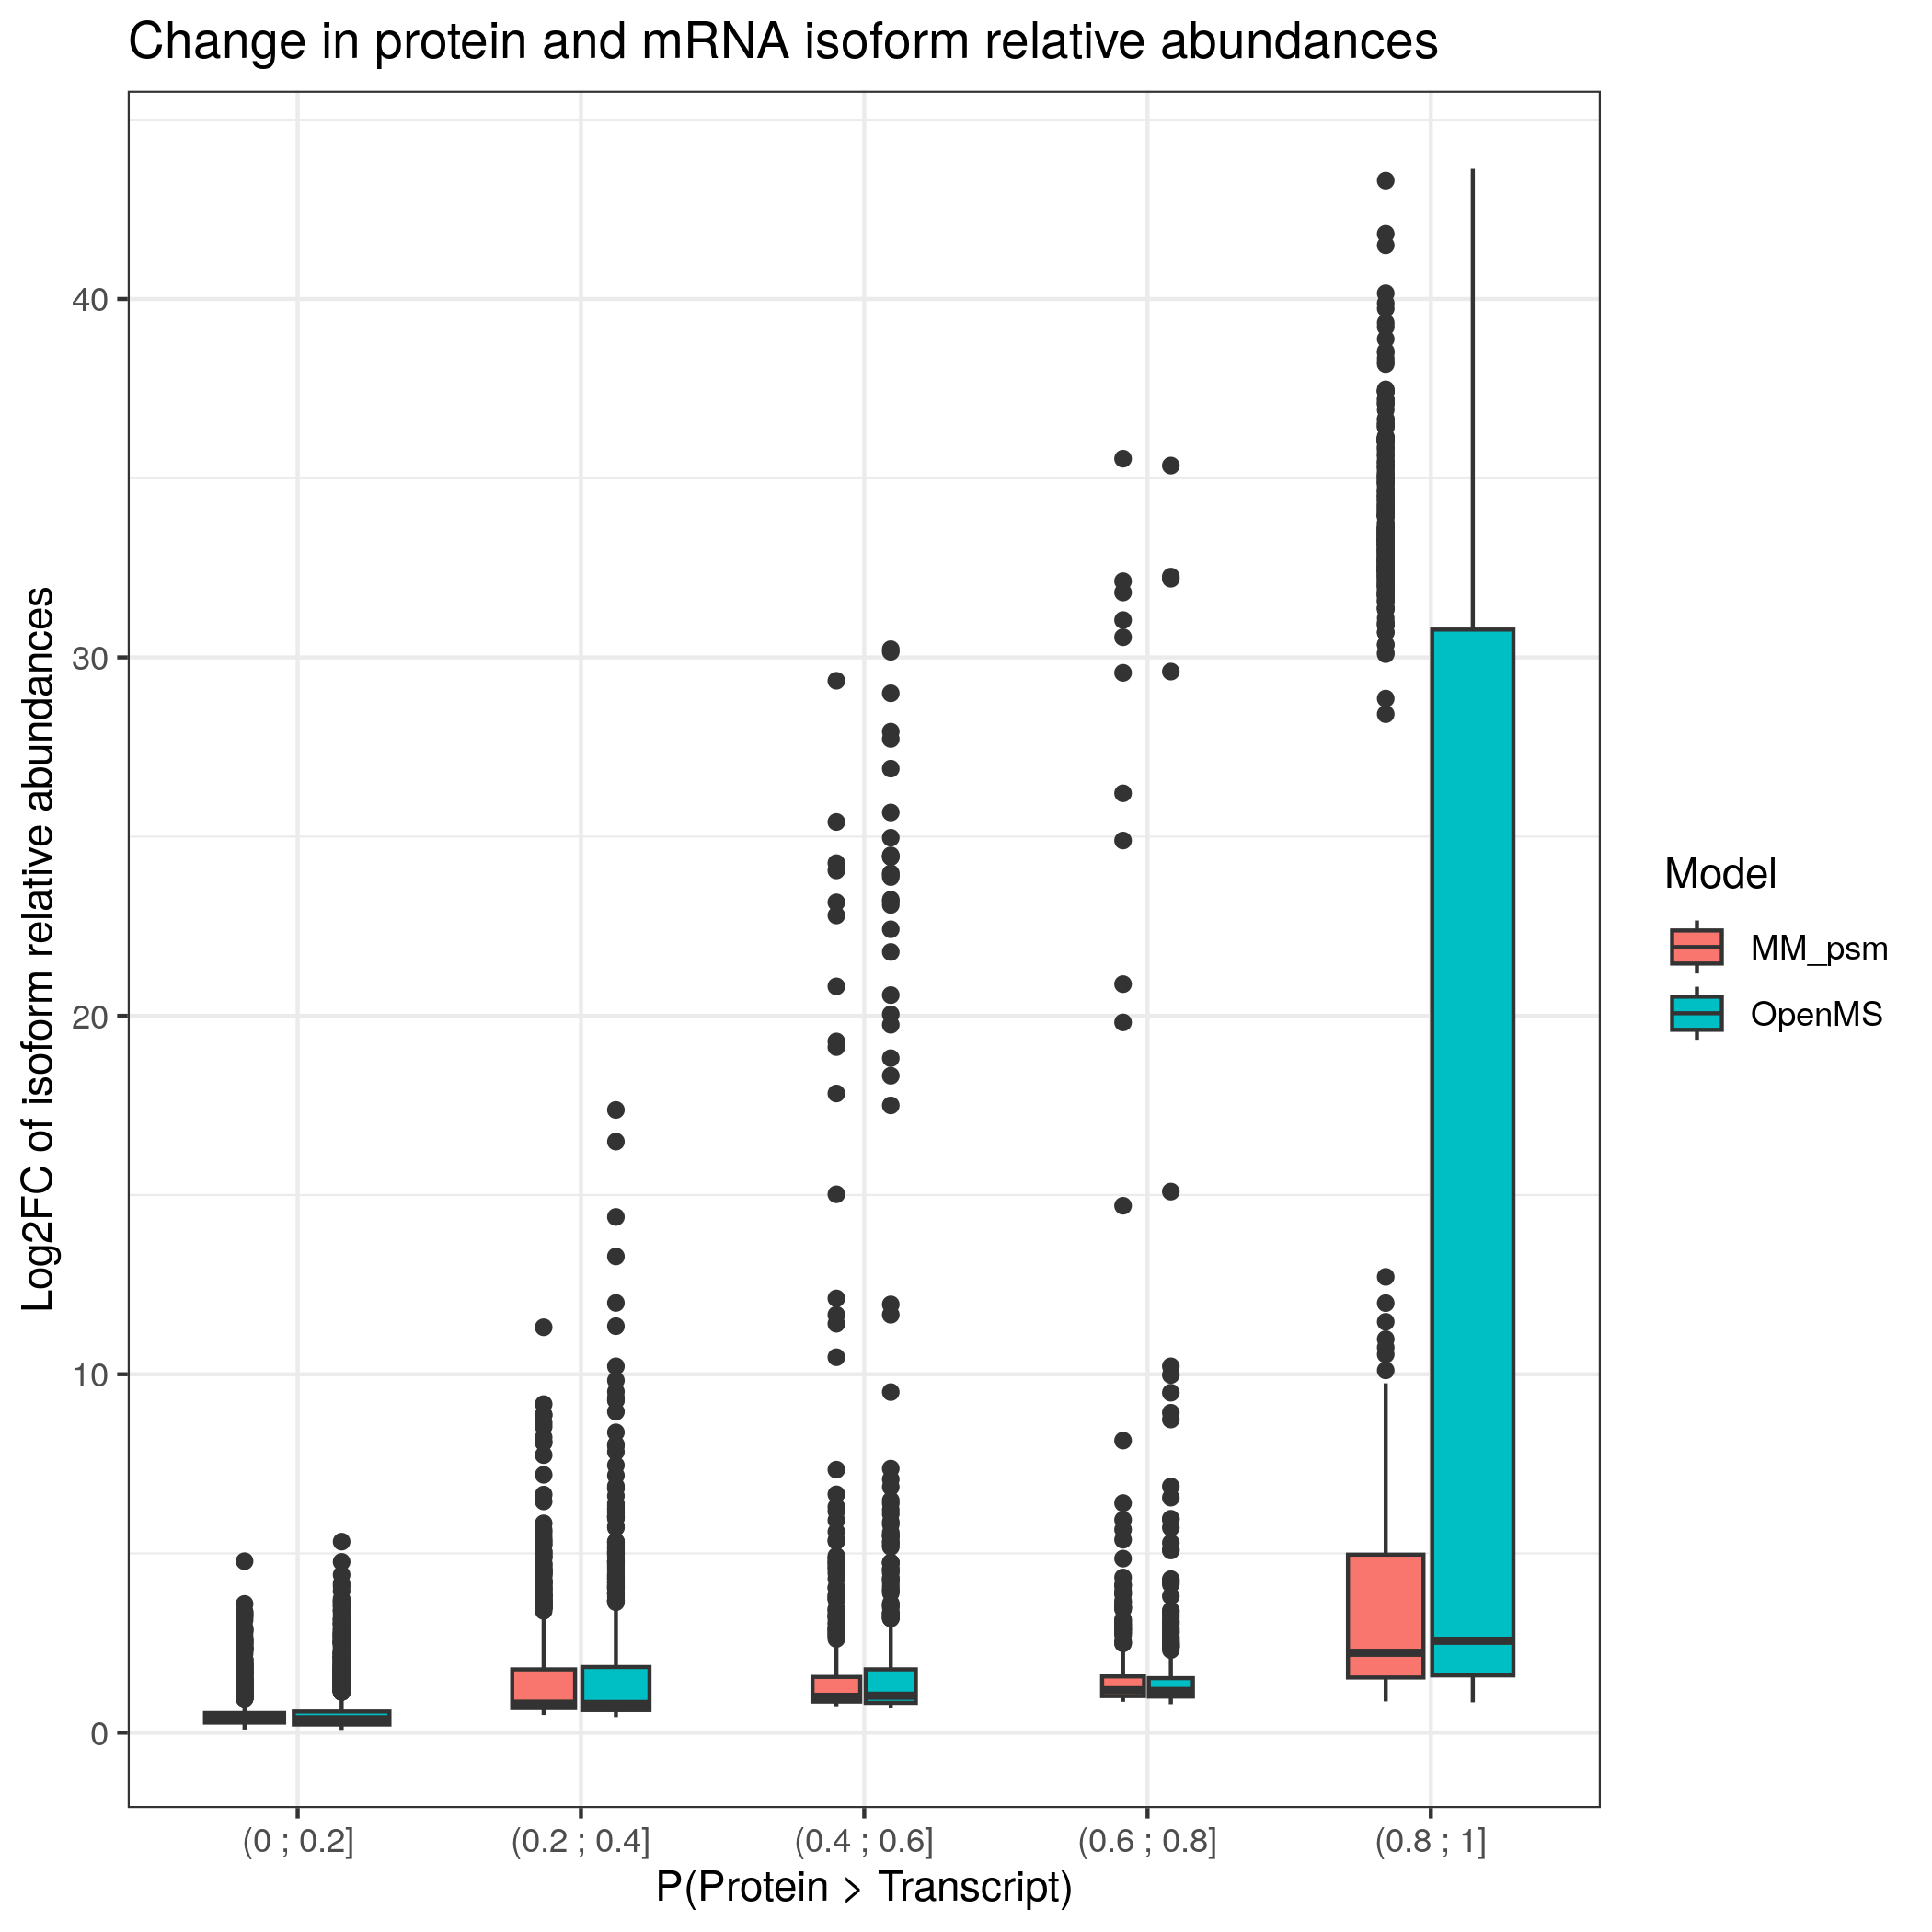 Change in protein and mRNA isoform relative abundances
Log2FC of isoform relative abundances
40
30
20
10
0
(0 ; 0.2]
(0.2 ; 0.4]
(0.4 ; 0.6]
(0.6 ; 0.8]
(0.8 ; 1]
P(Protein > Transcript)
Model
MM_psm
OpenMS